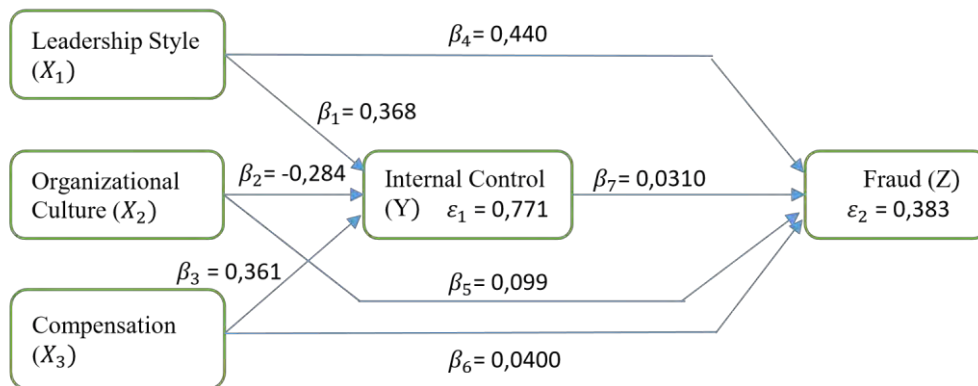 Leadership Style
(X₁)
β₄= 0,440
β₁= 0,368
Organizational
Culture (X₂)
β₂= -0,284
Internal Control
(Y) ε₁ = 0,771
β₇= 0,0310
Fraud (Z)
ε₂ = 0,383
β₃ = 0,361
β₅= 0,099
Compensation
(X₃)
β₆= 0,0400